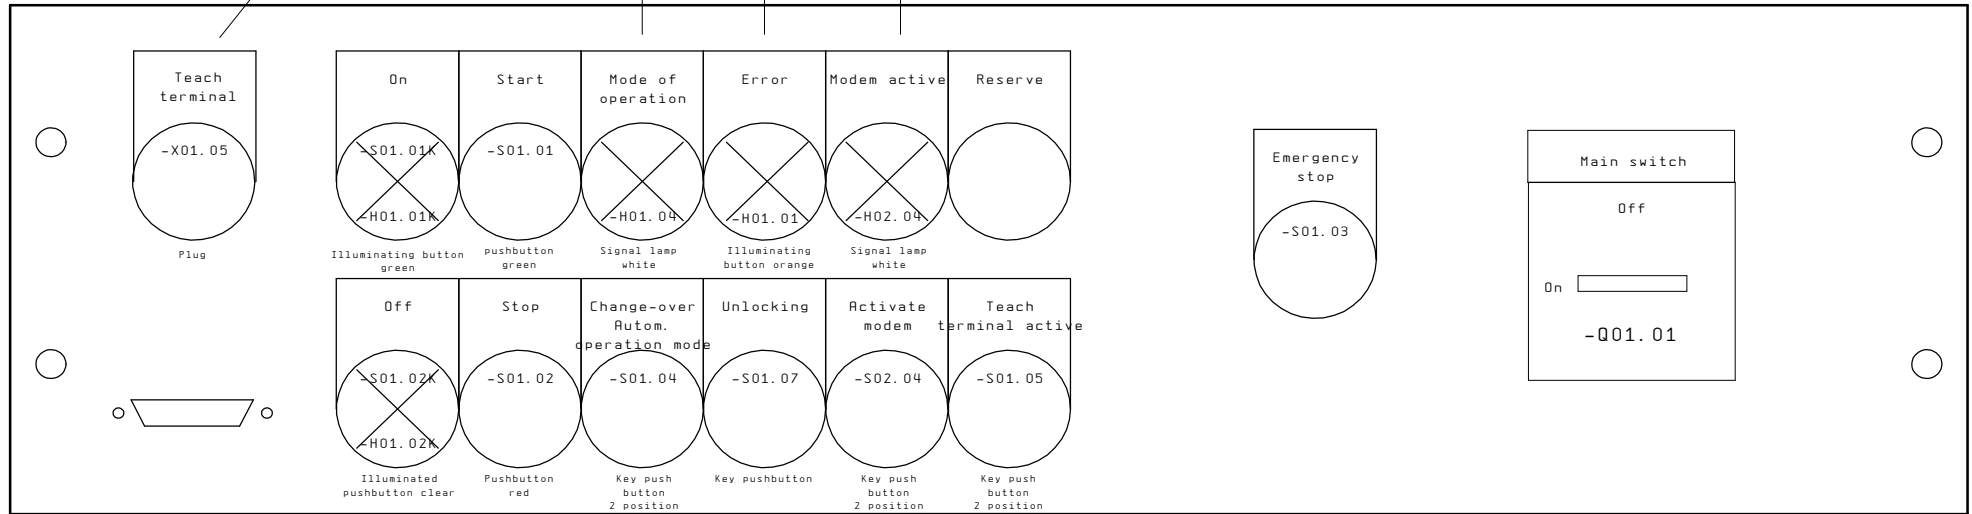 Teach
terminal
-X01.05
Plug
On
-S01.01K
-H01.01K
Illuminating button
green
Start
-S01.01
pushbutton
green
Mode of
operation
-H01.04
Signal lamp
white
Error
-H01.01
Illuminating
button orange
Modem active
-H02.04
Signal lamp
white
Reserve
Off
-S01.02K
-H01.02K
Illuminated
pushbutton clear
Stop
-S01.02
Pushbutton
red
Change-over
Autom.
operation mode
-S01.04
Key push
button
2 position
Unlocking
-S01.07
Key pushbutton
Activate
modem
-S02.04
Key push
button
2 position
Teach
terminal active
-S01.05
Key push
button
2 position
Emergency
stop
-S01.03
Main switch
Off
On
-Q01.01